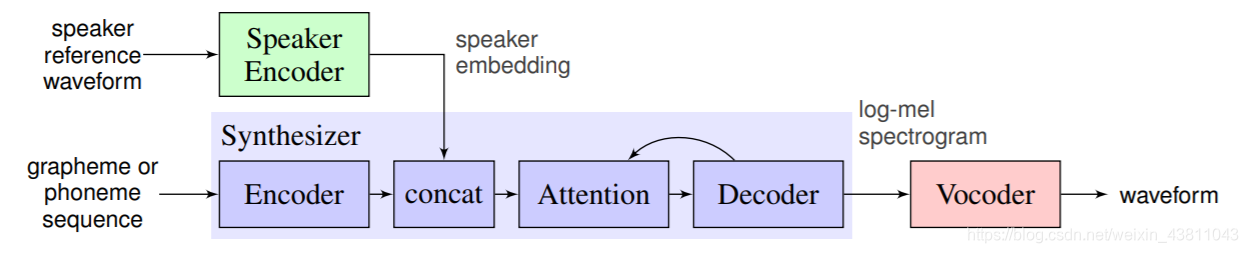 speaker
reference
waveform
Speaker
Encoder
speaker
embedding
Synthesizer
log-mel
spectrogram
grapheme or
phoneme
sequence
Encoder
concat
Attention
Decoder
Vocoder
waveform
https://blog.csdn.net/weixin_43811043